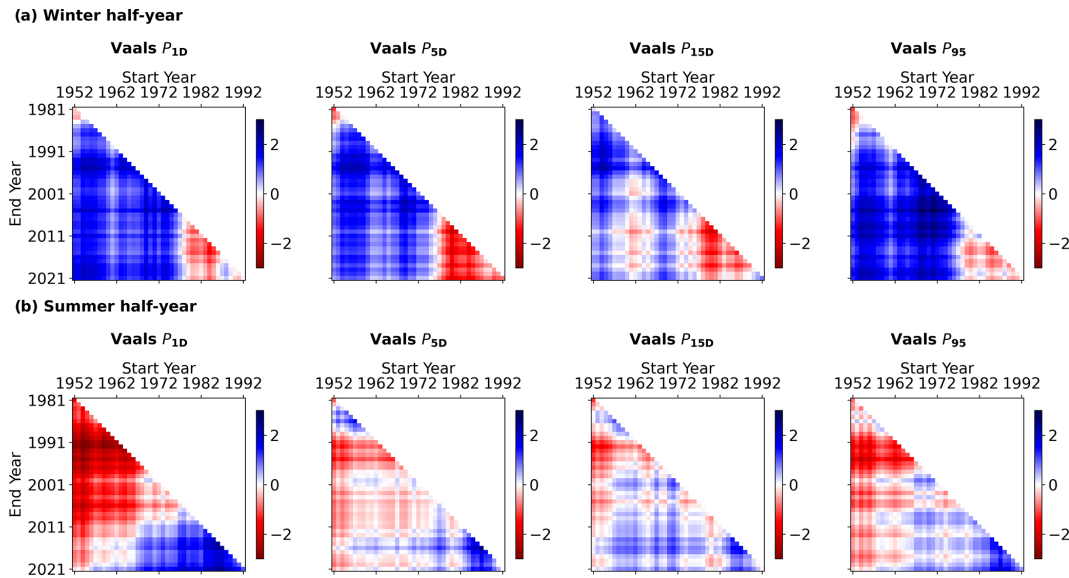 (a) Winter half-year
Vaals P1D
Vaals P5D
Vaals P15D
Vaals P95
Start Year
Start Year
Start Year
Start Year
1952 1962 1972 1982 1992
1952 1962 1972 1982 1992
1952 1962 1972 1982 1992
1952 1962 1972 1982 1992
End Year
1981
1991
2001
2011
2021
2
0
−2
2
0
−2
2
0
−2
2
0
−2
(b) Summer half-year
Vaals P1D
Vaals P5D
Vaals P15D
Vaals P95
Start Year
Start Year
Start Year
Start Year
1952 1962 1972 1982 1992
1952 1962 1972 1982 1992
1952 1962 1972 1982 1992
1952 1962 1972 1982 1992
End Year
1981
1991
2001
2011
2021
2
0
−2
2
0
−2
2
0
−2
2
0
−2